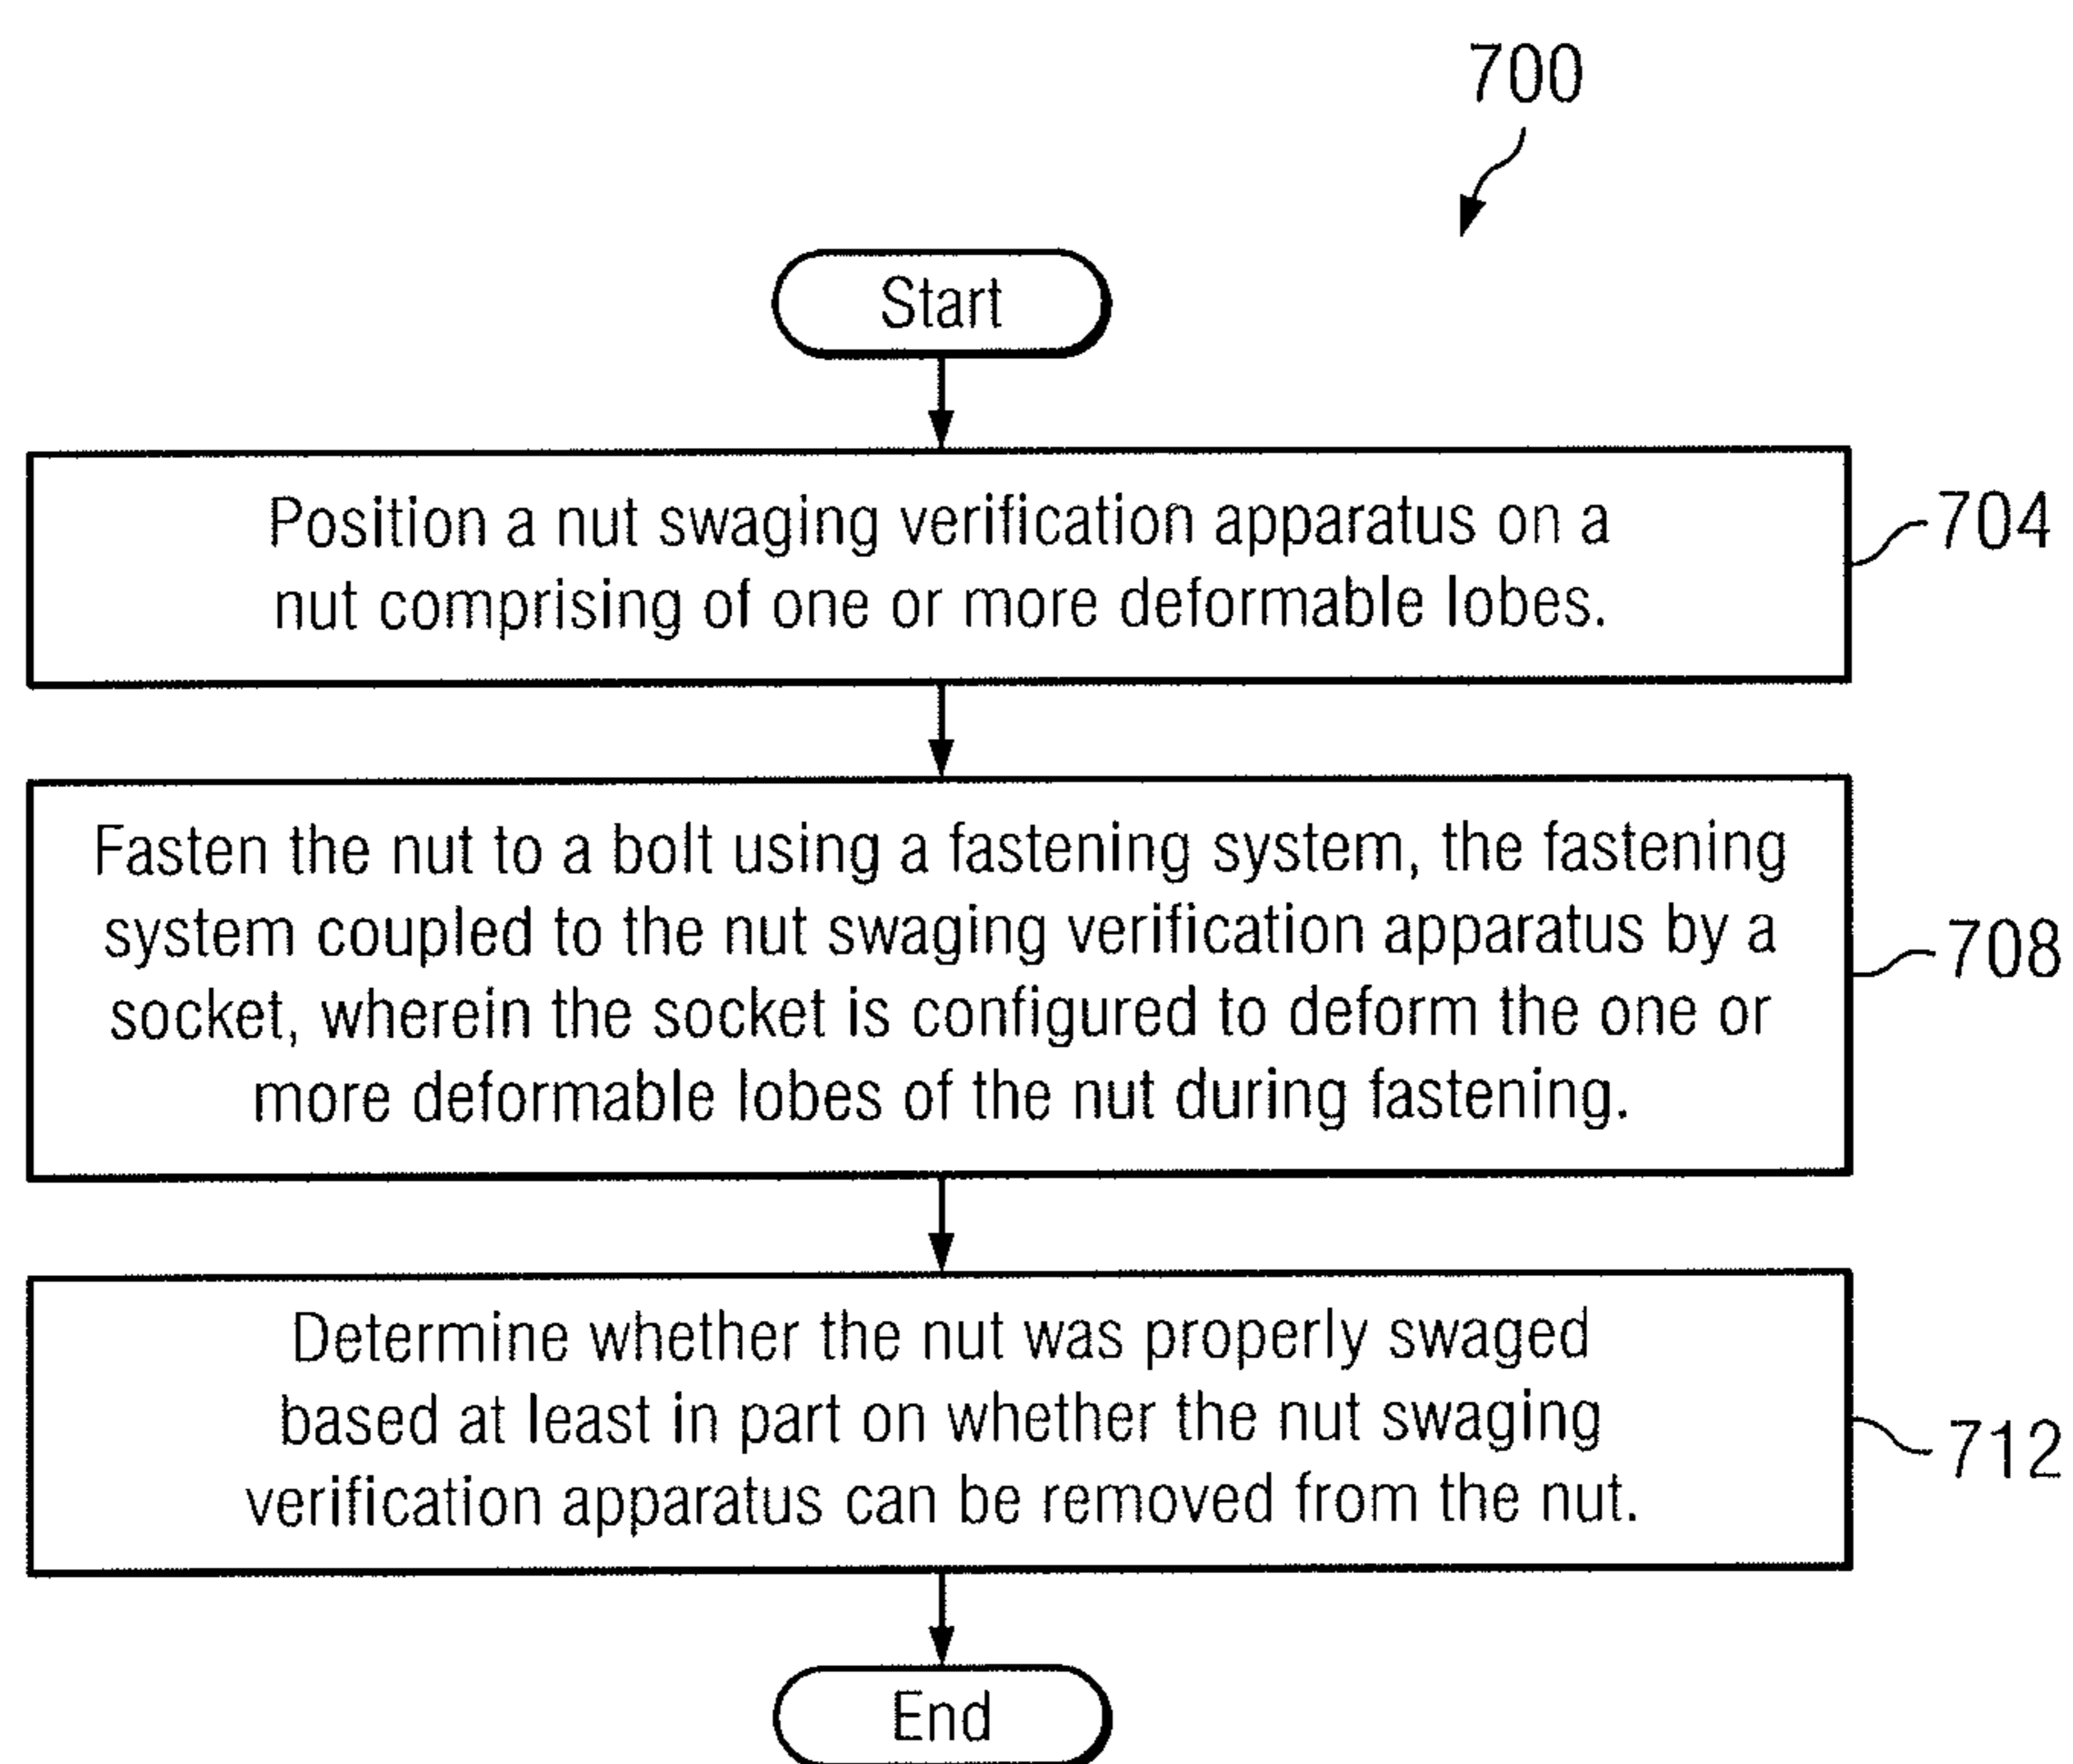 700
Start
Position a nut swaging verification apparatus on a
nut comprising of one or more deformable lobes.
704
Fasten the nut to a bolt using a fastening system, the fastening
system coupled to the nut swaging verification apparatus by a
socket, wherein the socket is configured to deform the one or
more deformable lobes of the nut during fastening.
708
Determine whether the nut was properly swaged
based at least in part on whether the nut swaging
verification apparatus can be removed from the nut.
712
End